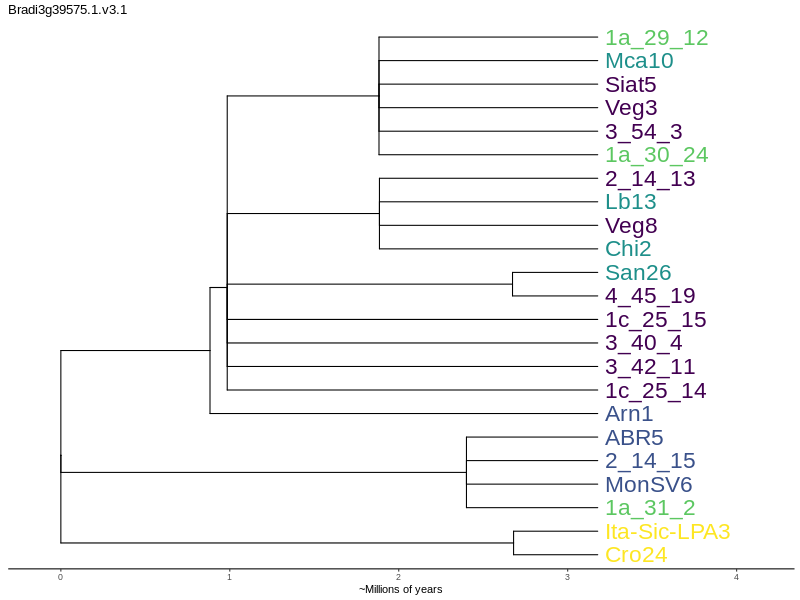 Bradi3g39575.1.v3.1
1a_29_12
Mca10
Siat5
Veg3
3_54_3
1a_30_24
2_14_13
Lb13
Veg8
Chi2
San26
4_45_19
1c_25_15
3_40_4
3_42_11
1c_25_14
Arn1
ABR5
2_14_15
MonSV6
1a_31_2
Ita-Sic-LPA3
Cro24
0 1 2 3 4
~Millions of years